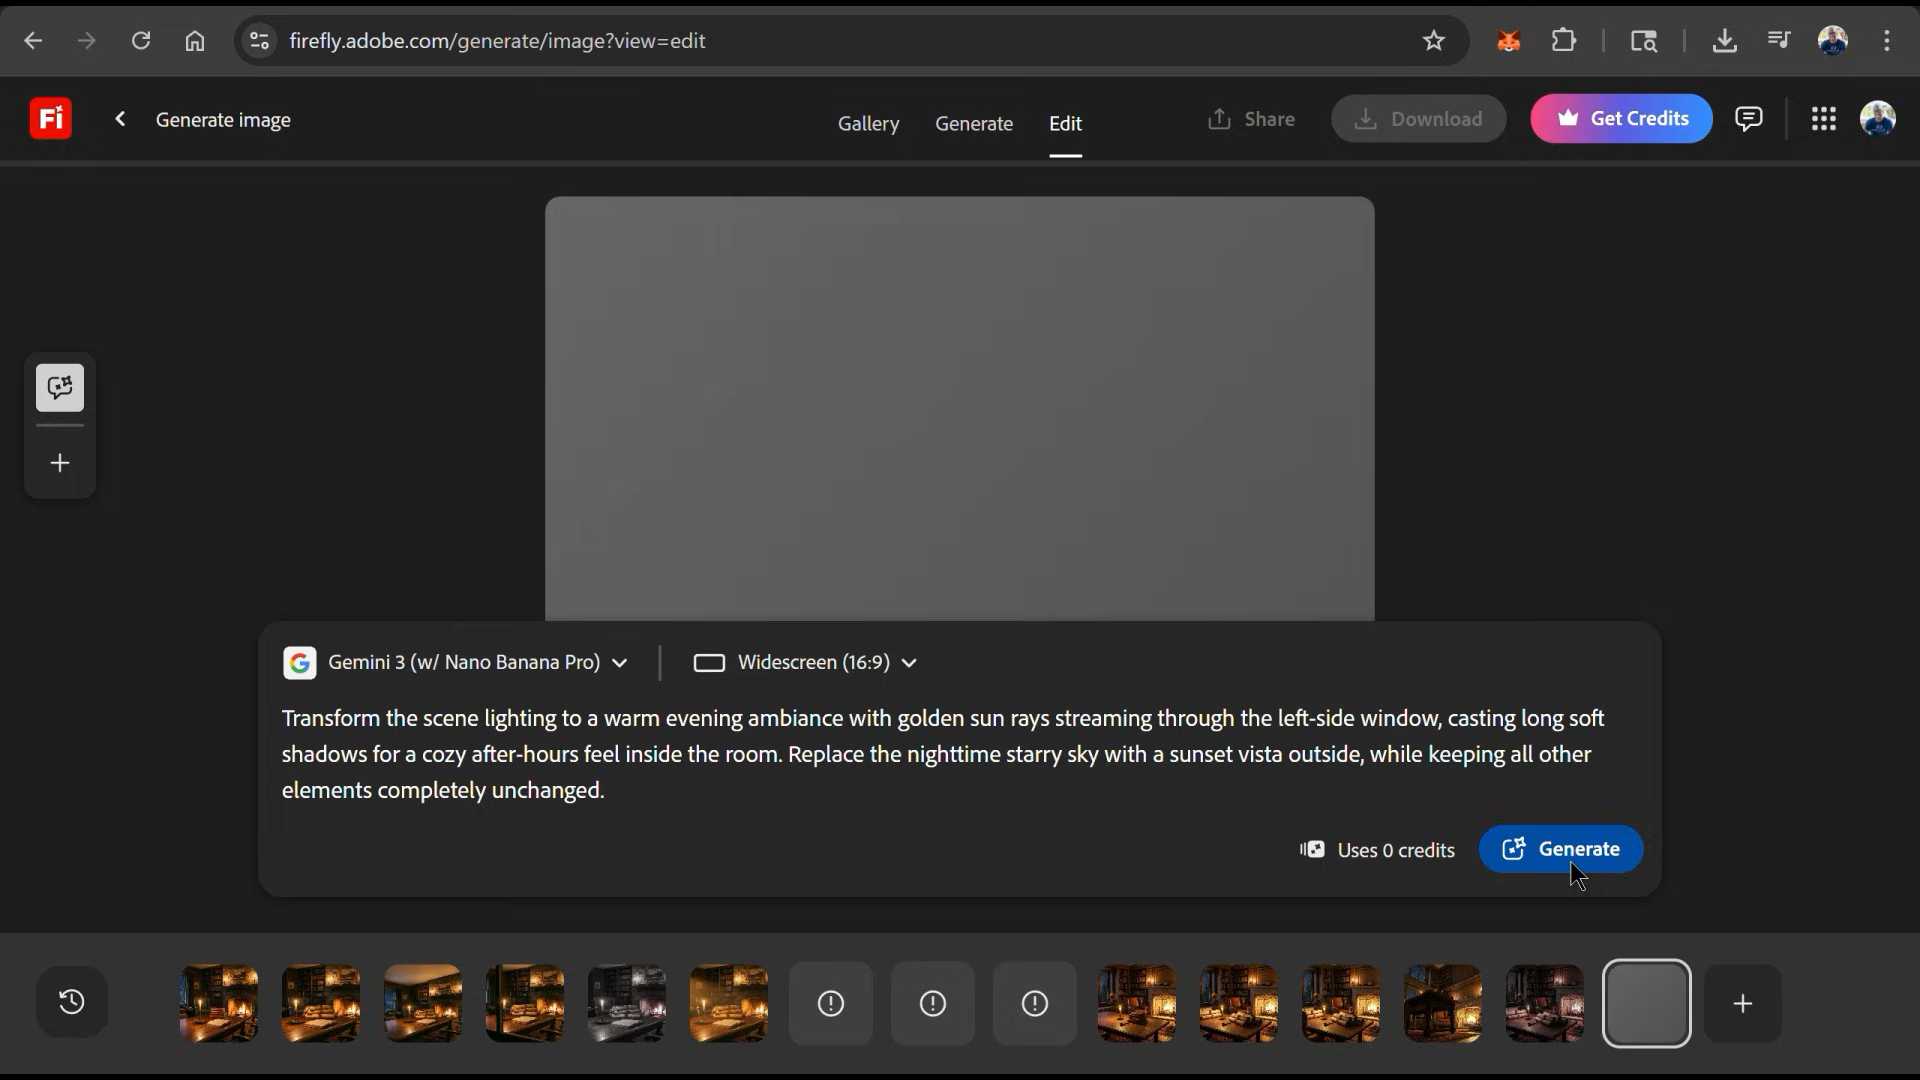 firefly.adobe.com/generate/image?view=edit
Fi
Generate image
Gallery
Generate
Edit
Share
Download
Get Credits
Gemini 3 (w/ Nano Banana Pro)
Widescreen (16:9)
Transform the scene lighting to a warm evening ambiance with golden sun rays streaming through the left-side window, casting long soft
shadows for a cozy after-hours feel inside the room. Replace the nighttime starry sky with a sunset vista outside, while keeping all other
elements completely unchanged.
Uses 0 credits
Generate